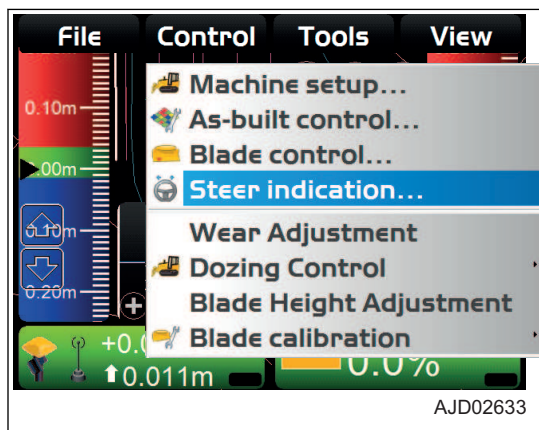 File Control Tools View
Machine setup...
0.10m
As-built control...
Blade control...
.00m
Steer indication...
0.10m
Wear Adjustment
Dozing Control
0.20m
Blade Height Adjustment
Blade calibration
+0.
0.011m
0.0%
AJD02633